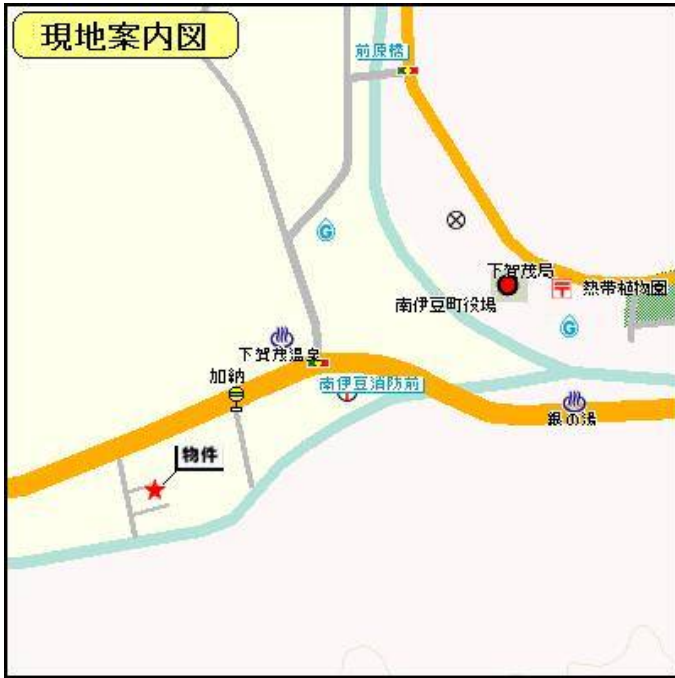 現地案内図
前原橋
下賀茂局
熱帯植物園
南伊豆町役場
G
G
下賀茂温泉
加納
南伊豆消防前
銀の湯
物件